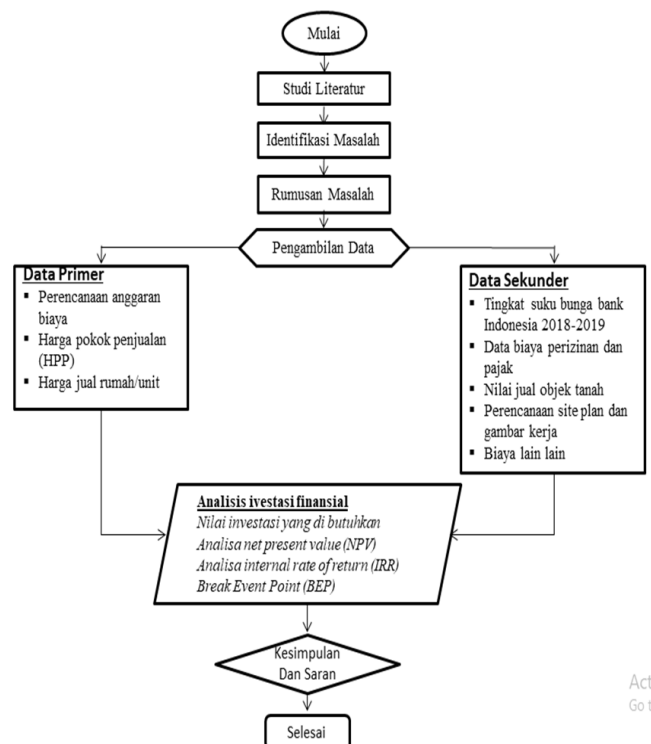 Mulai
Studi Literatur
Identifikasi Masalah
Rumusan Masalah
Pengambilan Data
Data Primer
▪ Perencanaan anggaran
biaya
▪ Harga pokok penjualan
(HPP)
▪ Harga jual rumah/unit
Data Sekunder
▪ Tingkat suku bunga bank
Indonesia 2018-2019
▪ Data biaya perizinan dan
pajak
▪ Nilai jual objek tanah
▪ Perencanaan site plan dan
gambar kerja
▪ Biaya lain lain
Analisis ivestasi finansial
Nilai investasi yang di butuhkan
Analisa net present value (NPV)
Analisa internal rate of return (IRR)
Break Event Point (BEP)
Kesimpulan
Dan Saran
Selesai
Act
Go t